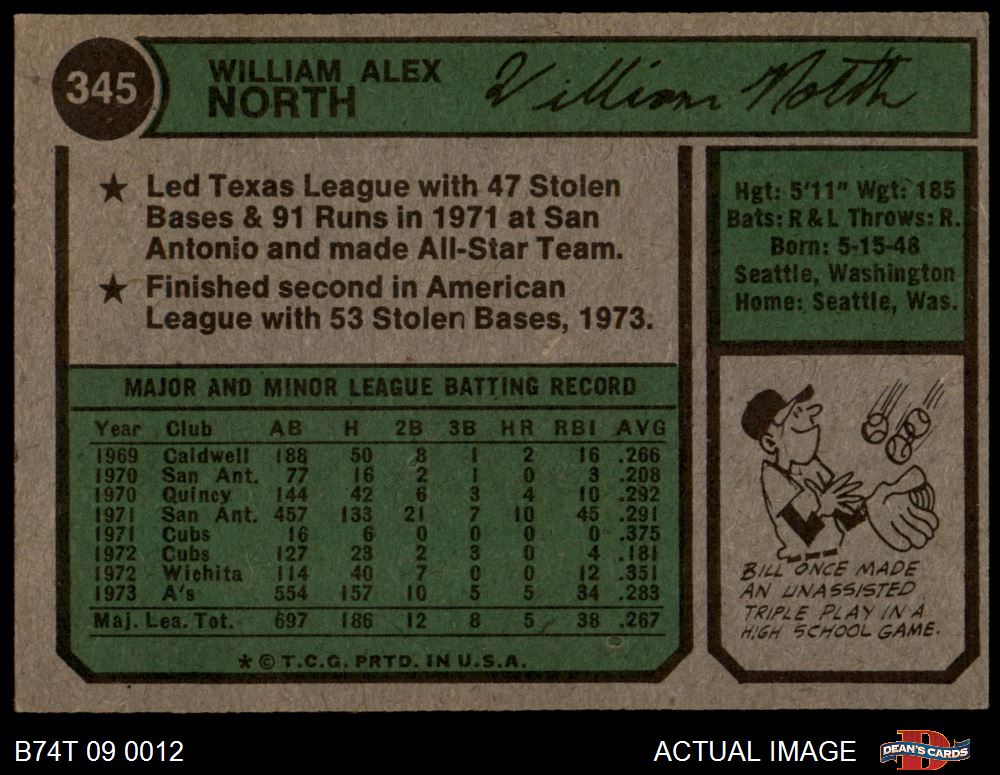 345
WILLIAM ALEX
NORTH
William North
★ Led Texas League with 47 Stolen
Bases & 91 Runs in 1971 at San
Antonio and made All-Star Team.
★ Finished second in American
League with 53 Stolen Bases, 1973.
Hgt: 5'11" Wgt: 185
Bats: R & L Throws: R.
Born: 5-15-48
Seattle, Washington
Home: Seattle, Was.
MAJOR AND MINOR LEAGUE BATTING RECORD
Year Club AB H 2B 3B HR RBI AVG
1969 Caldwell 188 50 8 1 2 16 .266
1970 San Ant. 77 16 2 1 0 3 .208
1970 Quincy 144 42 6 3 4 10 .292
1971 San Ant. 457 133 21 7 10 45 .291
1971 Cubs 16 6 0 0 0 0 .375
1972 Cubs 127 23 2 3 0 4 .181
1972 Wichita 114 40 7 0 0 12 .351
1973 A's 554 157 10 5 5 34 .283
Maj. Lea. Tot. 697 186 12 8 5 38 .267
★ © T.C.G. PRTD. IN U.S.A.
BILL ONCE MADE
AN UNASSISTED
TRIPLE PLAY IN A
HIGH SCHOOL GAME.
B74T 09 0012
ACTUAL IMAGE
D
DEAN'S CARDS